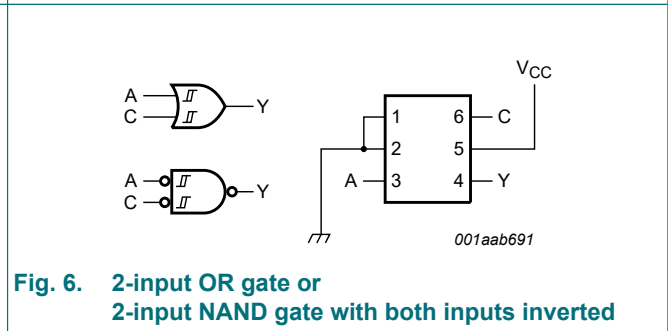 A
C
Y
A
C
Y
VCC
1
2
A
3
6
C
5
4
Y
001aab691
Fig. 6. 2-input OR gate or
2-input NAND gate with both inputs inverted